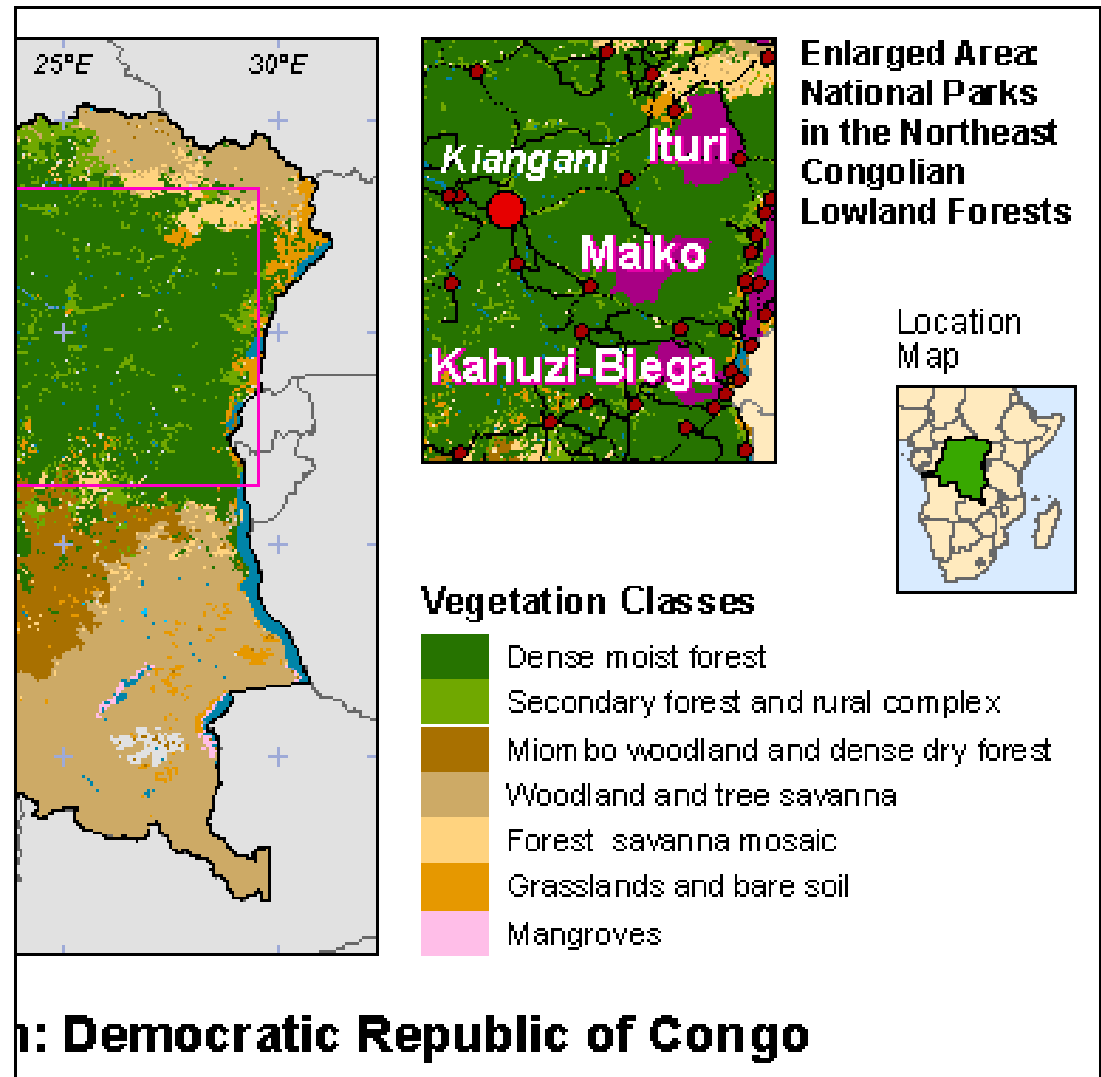 25°E
30°E
Kiangani
Ituri
Maiko
Kahuzi-Biega
Enlarged Area:
National Parks
in the Northeast
Congolian
Lowland Forests
Location
Map
Vegetation Classes
Dense moist forest
Secondary forest and rural complex
Miombo woodland and dense dry forest
Woodland and tree savanna
Forest savanna mosaic
Grasslands and bare soil
Mangroves
: Democratic Republic of Congo